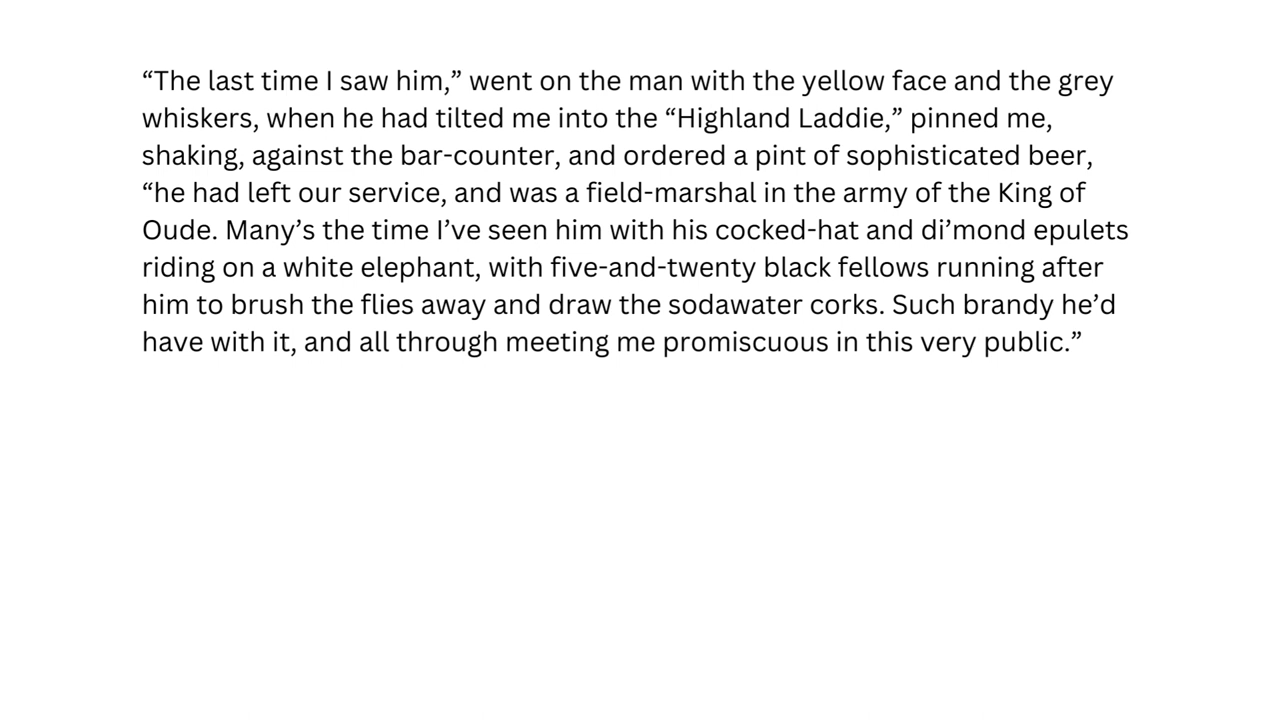 “The last time I saw him,” went on the man with the yellow face and the grey
whiskers, when he had tilted me into the “Highland Laddie,” pinned me,
shaking, against the bar-counter, and ordered a pint of sophisticated beer,
“he had left our service, and was a field-marshal in the army of the King of
Oude. Many’s the time I’ve seen him with his cocked-hat and di’mond epulets
riding on a white elephant, with five-and-twenty black fellows running after
him to brush the flies away and draw the sodawater corks. Such brandy he’d
have with it, and all through meeting me promiscuous in this very public.”